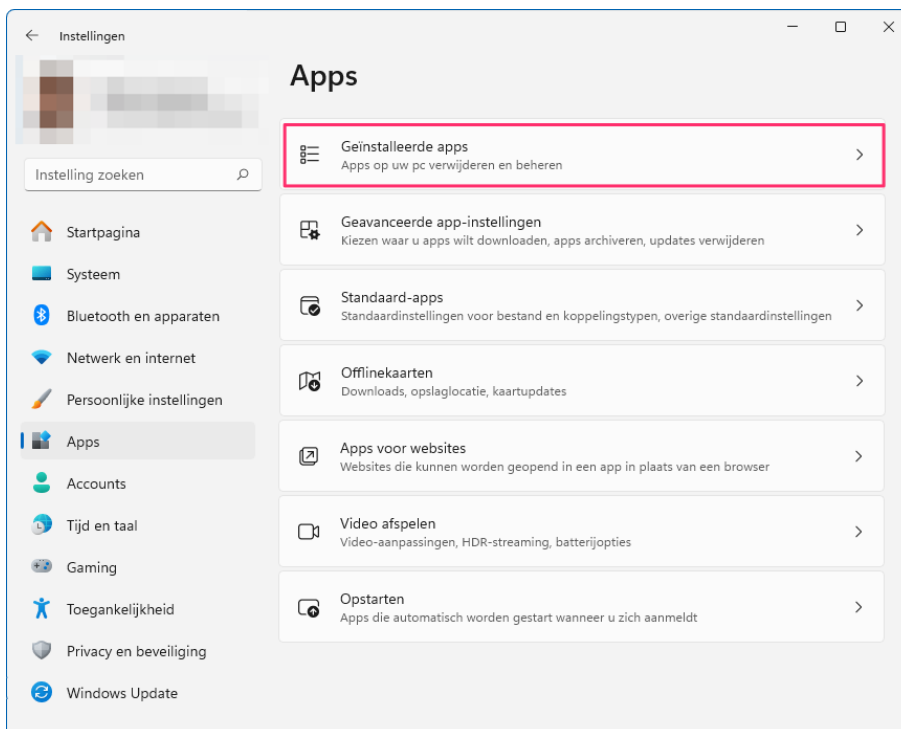 Instellingen
Apps
Instelling zoeken
Startpagina
Systeem
Bluetooth en apparaten
Netwerk en internet
Persoonlijke instellingen
Apps
Accounts
Tijd en taal
Gaming
Toegankelijkheid
Privacy en beveiliging
Windows Update
Geïnstalleerde apps
Apps op uw pc verwijderen en beheren
Geavanceerde app-instellingen
Kiezen waar u apps wilt downloaden, apps archiveren, updates verwijderen
Standaard-apps
Standaardinstellingen voor bestand en koppelingstypen, overige standaardinstellingen
Offlinekaarten
Downloads, opslaglocatie, kaartupdates
Apps voor websites
Websites die kunnen worden geopend in een app in plaats van een browser
Video afspelen
Video-aanpassingen, HDR-streaming, batterijopties
Opstarten
Apps die automatisch worden gestart wanneer u zich aanmeldt